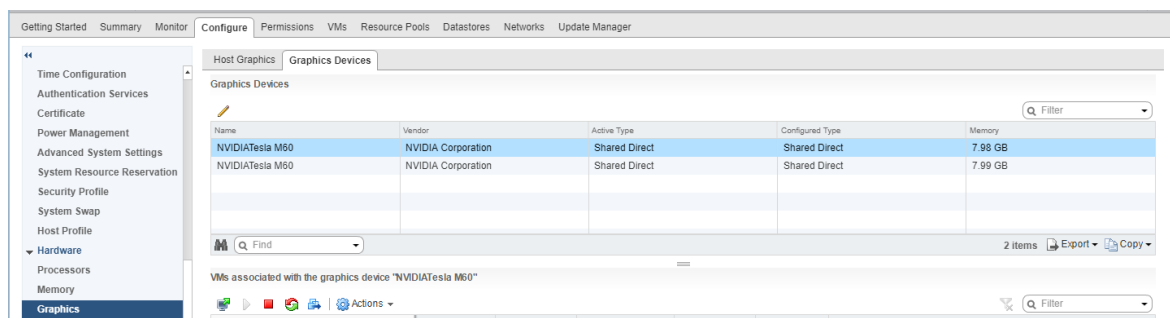 Getting Started Summary Monitor Configure Permissions VMs Resource Pools Datastores Networks Update Manager
Time Configuration
Authentication Services
Certificate
Power Management
Advanced System Settings
System Resource Reservation
Security Profile
System Swap
Host Profile
Hardware
Processors
Memory
Graphics
Host Graphics Graphics Devices
Graphics Devices
Filter
Name Vendor Active Type Configured Type Memory
NVIDIATesla M60 NVIDIA Corporation Shared Direct Shared Direct 7.98 GB
NVIDIATesla M60 NVIDIA Corporation Shared Direct Shared Direct 7.99 GB
Find 2 items Export Copy
VMs associated with the graphics device "NVIDIATesla M60"
Actions Filter